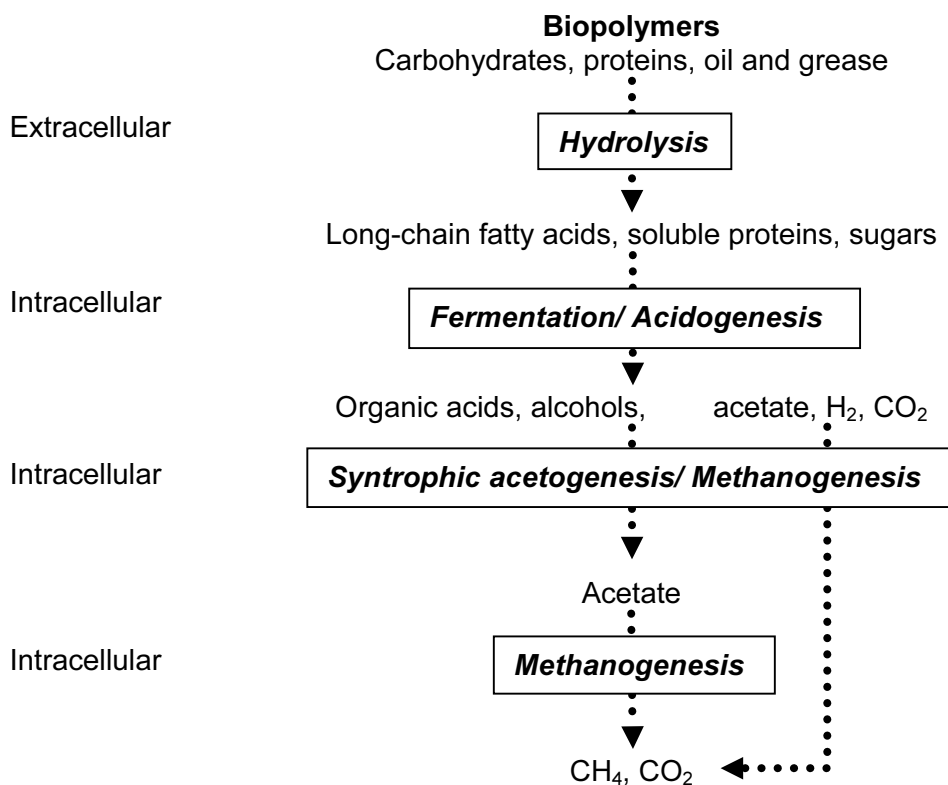 Biopolymers
Carbohydrates, proteins, oil and grease
Extracellular
Hydrolysis
Long-chain fatty acids, soluble proteins, sugars
Intracellular
Fermentation/ Acidogenesis
Organic acids, alcohols, acetate, H₂, CO₂
Intracellular
Syntrophic acetogenesis/ Methanogenesis
Acetate
Intracellular
Methanogenesis
CH₄, CO₂